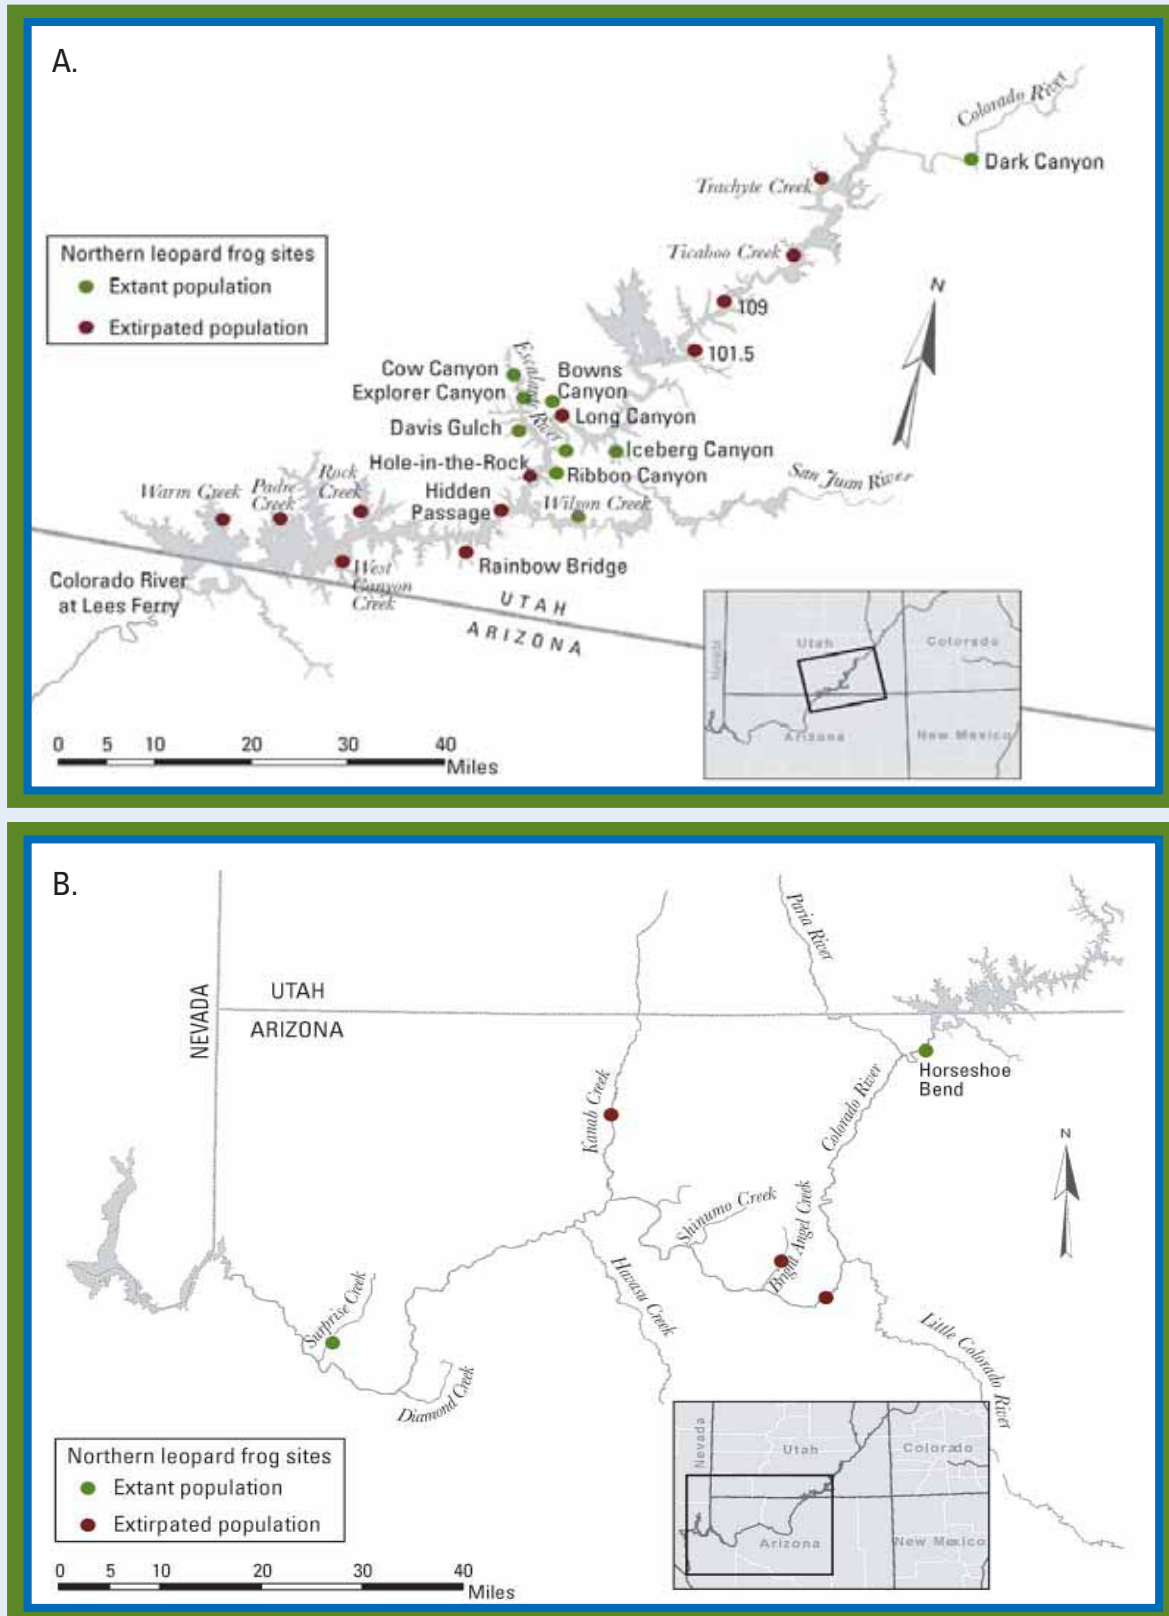 A.
Colorado River
Dark Canyon
Trachyte Creek
Ticaboo Creek
Northern leopard frog sites
Extant population
Extirpated population
N
109
101.5
Escalante River
Cow Canyon
Explorer Canyon
Bowns
Canyon
Long Canyon
Davis Gulch
Iceberg Canyon
Hole-in-the-Rock
Ribbon Canyon
San Juan River
Rock
Creek
Warm Creek
Padre
Creek
Hidden
Passage
Wilson Creek
West
Canyon
Creek
Rainbow Bridge
Colorado River
at Lees Ferry
UTAH
ARIZONA
Nevada
Utah
Colorado
Arizona
New Mexico
0 5 10 20 30 40
Miles
B.
Paria River
NEVADA
UTAH
ARIZONA
Horseshoe
Bend
Kanab Creek
Colorado River
N
Shinumo Creek
Bright Angel Creek
Havasu Creek
Surprise Creek
Little Colorado River
Diamond Creek
Northern leopard frog sites
Extant population
Extirpated population
Nevada
Utah
Colorado
Arizona
New Mexico
0 5 10 20 30 40
Miles